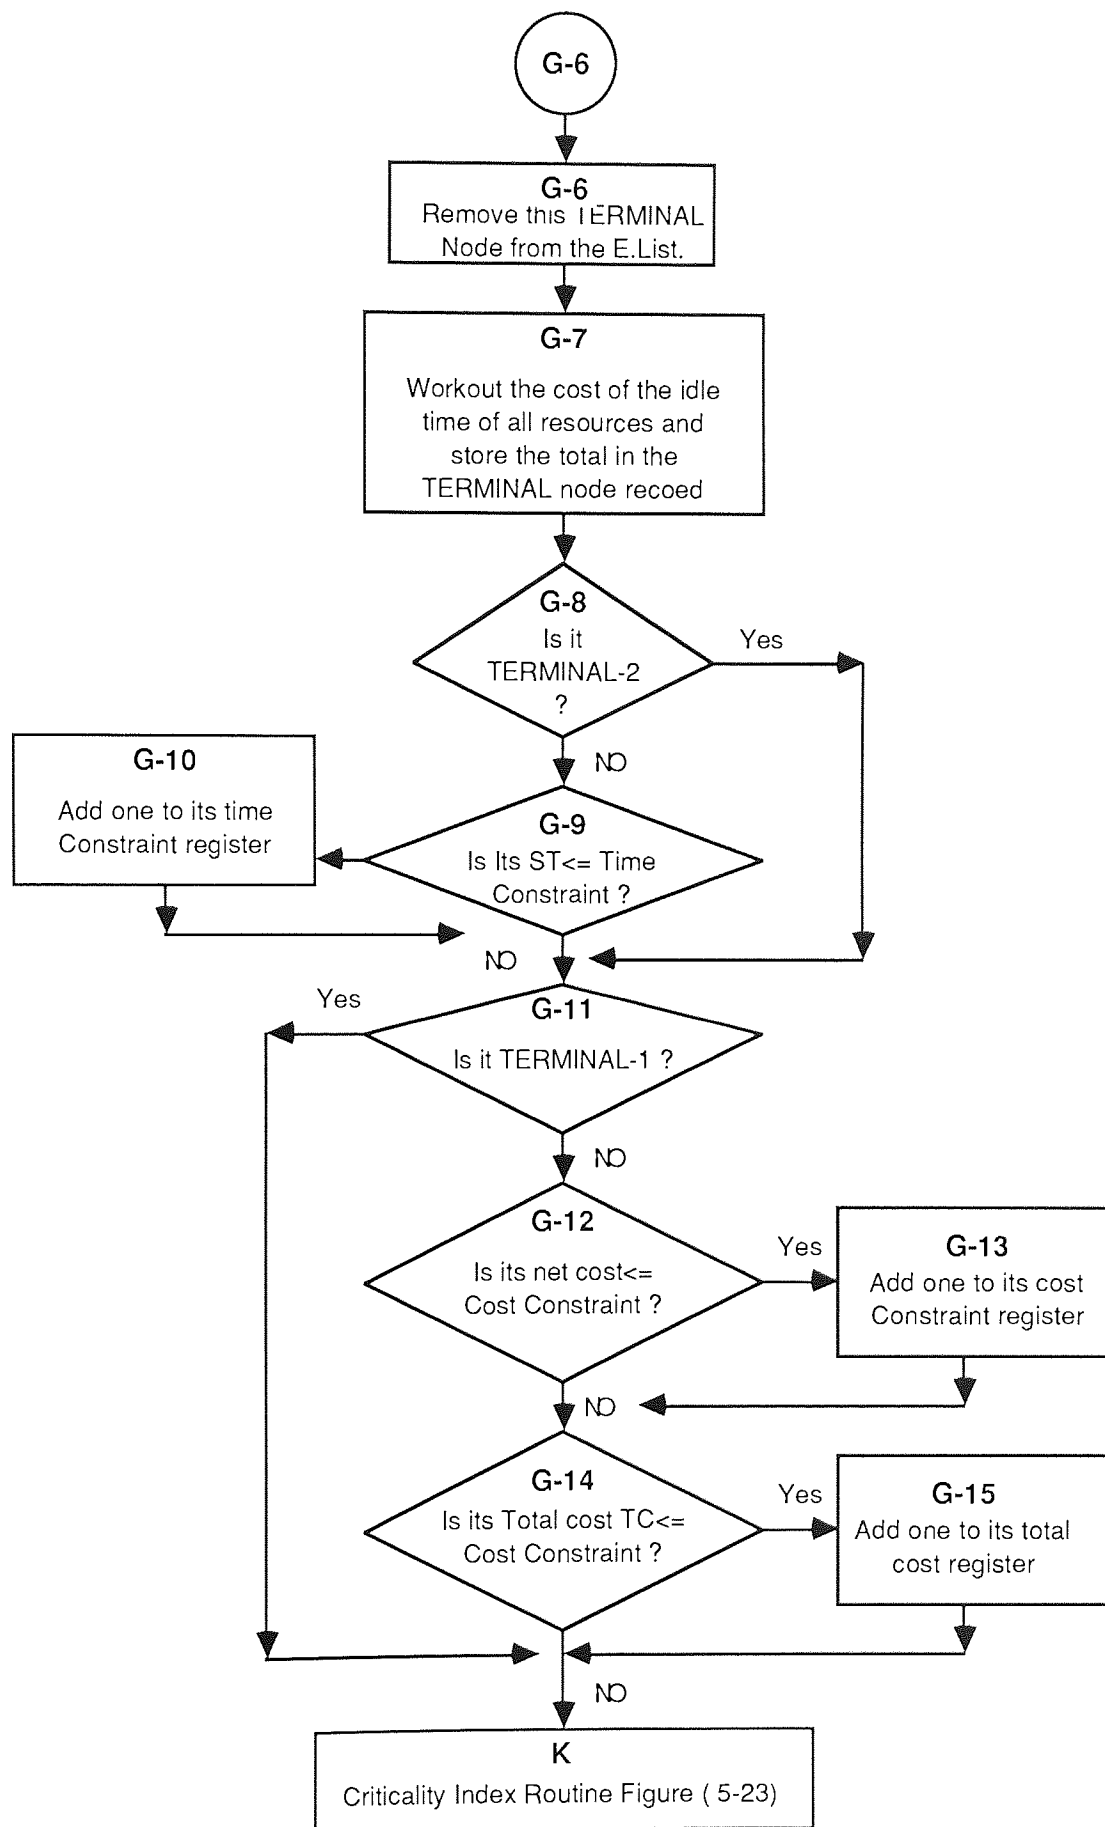 G-6
G-6
Remove this TERMINAL
Node from the E.List.
G-7
Workout the cost of the idle
time of all resources and
store the total in the
TERMINAL node recoed
G-8
Is it
TERMINAL-2
?
Yes
NO
G-10
Add one to its time
Constraint register
G-9
Is Its ST<= Time
Constraint ?
NO
Yes
G-11
Is it TERMINAL-1 ?
NO
G-12
Is its net cost<=
Cost Constraint ?
Yes
G-13
Add one to its cost
Constraint register
NO
G-14
Is its Total cost TC<=
Cost Constraint ?
Yes
G-15
Add one to its total
cost register
NO
K
Criticality Index Routine Figure ( 5-23)